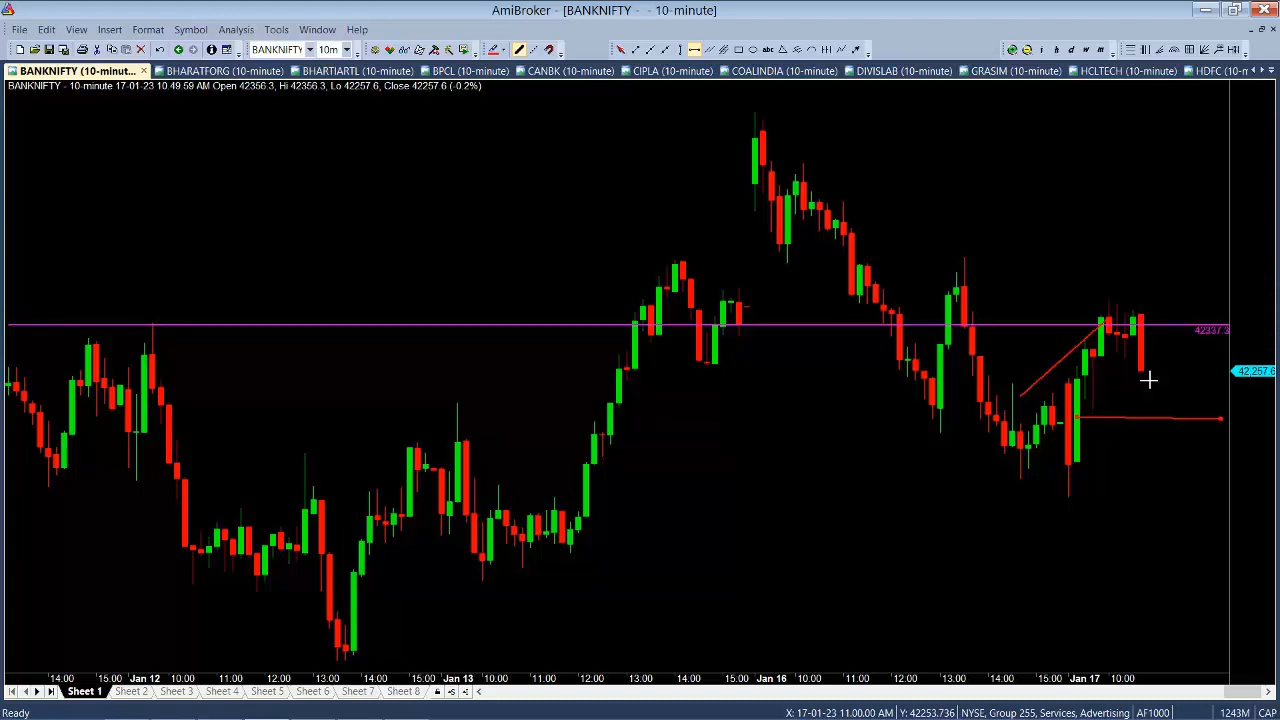 AmiBroker - [BANKNIFTY - - 10-minute]
File Edit View Insert Format Symbol Analysis Tools Window Help
BANKNIFTY 10m
BANKNIFTY (10-minut... BHARATFORG (10-minute) BHARTIARTL (10-minute) BPCL (10-minute) CANBK (10-minute) CIPLA (10-minute) COALINDIA (10-minute) DIVISLAB (10-minute) GRASIM (10-minute) HCLTECH (10-minute) HDFC (10-m
BANKNIFTY - 10-minute 17-01-23 10:49:59 AM Open 42356.3, Hi 42356.3, Lo 42257.6, Close 42257.6 (-0.2%)
42337.3
42,257.6
14.00 15.00 Jan 12 10.00 11.00 12.00 13.00 14.00 15.00 Jan 13 10.00 11.00 12.00 13.00 14.00 15.00 Jan 16 10.00 11.00 12.00 13.00 14.00 15.00 Jan 17 10.00
Sheet 1 Sheet 2 Sheet 3 Sheet 4 Sheet 5 Sheet 6 Sheet 7 Sheet 8
Ready X: 17-01-23 11.00.00 AM Y: 42253.736 NYSE, Group 255, Services, Advertising AF1000 1243M CAP